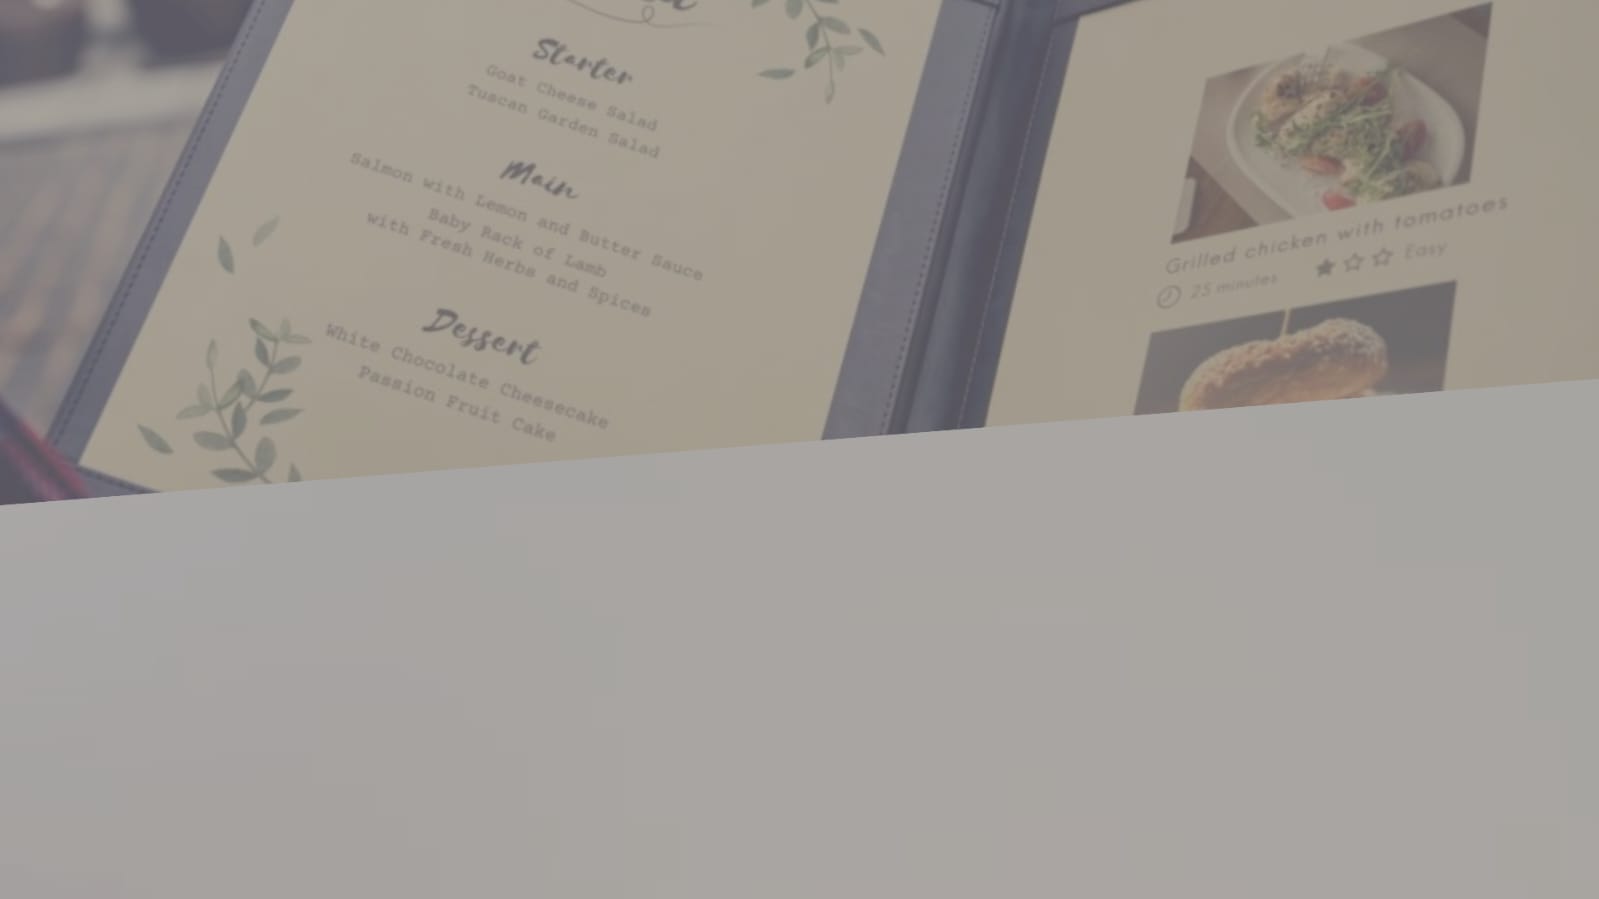 Starter
Goat Cheese Salad
Tuscan Garden Salad
Main
Salmon with Lemon and Butter Sauce
Baby Rack of Lamb
with Fresh Herbs and Spices
Dessert
White Chocolate Cheesecake
Passion Fruit Cake
Grilled chicken with tomatoes
25 minutes
Easy